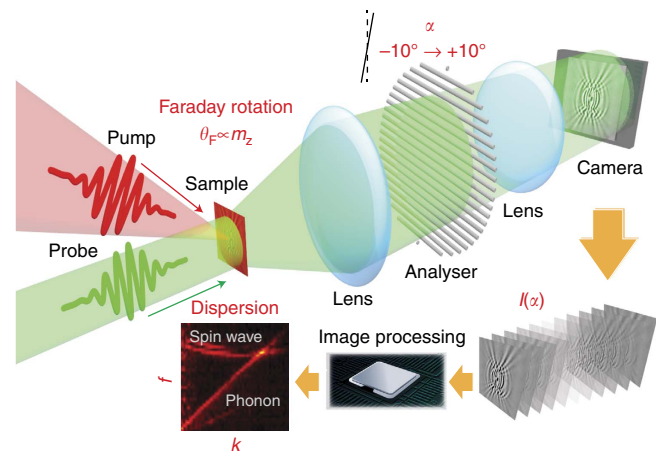 α
−10° → +10°
Faraday rotation
θF∝mz
Pump
Sample
Camera
Probe
Lens
Analyser
Lens
Dispersion
I(α)
Spin wave
Image processing
f
Phonon
k